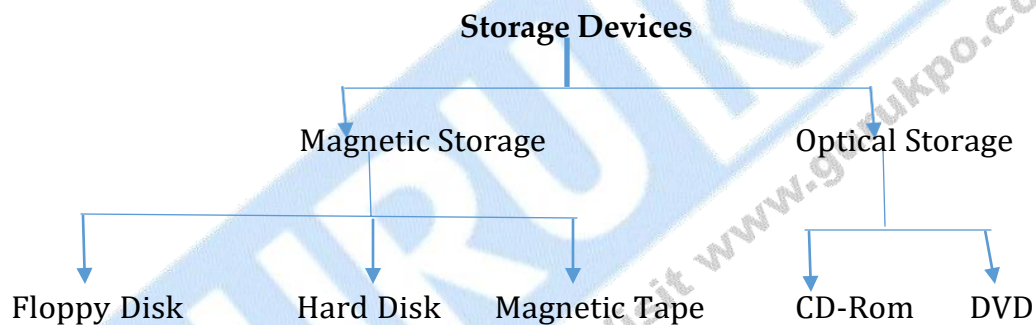 Storage Devices
Magnetic Storage Optical Storage
Floppy Disk Hard Disk Magnetic Tape CD-Rom DVD